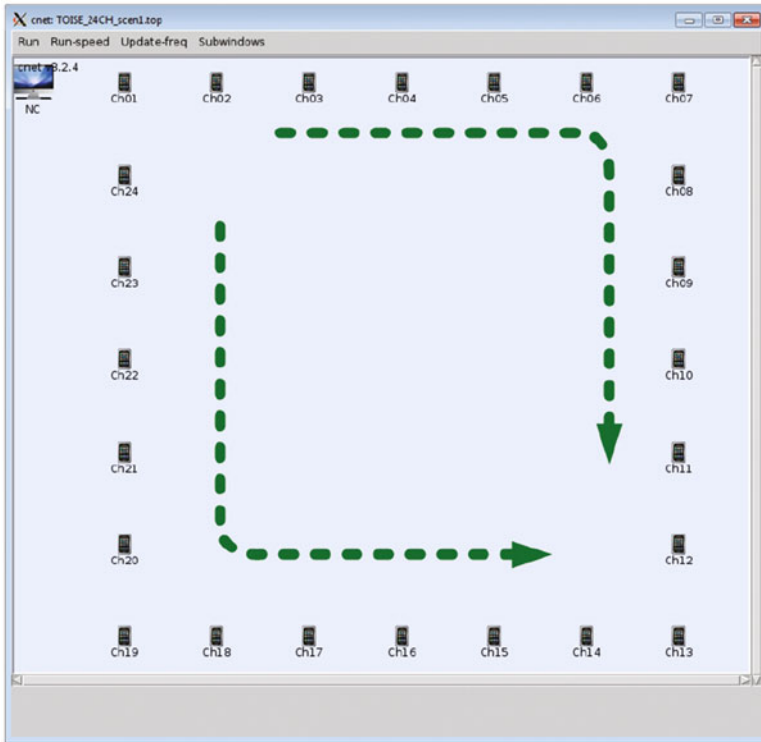 cnet: TOISE_24CH_scen1.top
Run Run-speed Update-freq Subwindows
cnet v3.2.4
NC
Ch01 Ch02 Ch03 Ch04 Ch05 Ch06 Ch07
Ch24 Ch08
Ch23 Ch09
Ch22 Ch10
Ch21 Ch11
Ch20 Ch12
Ch19 Ch18 Ch17 Ch16 Ch15 Ch14 Ch13